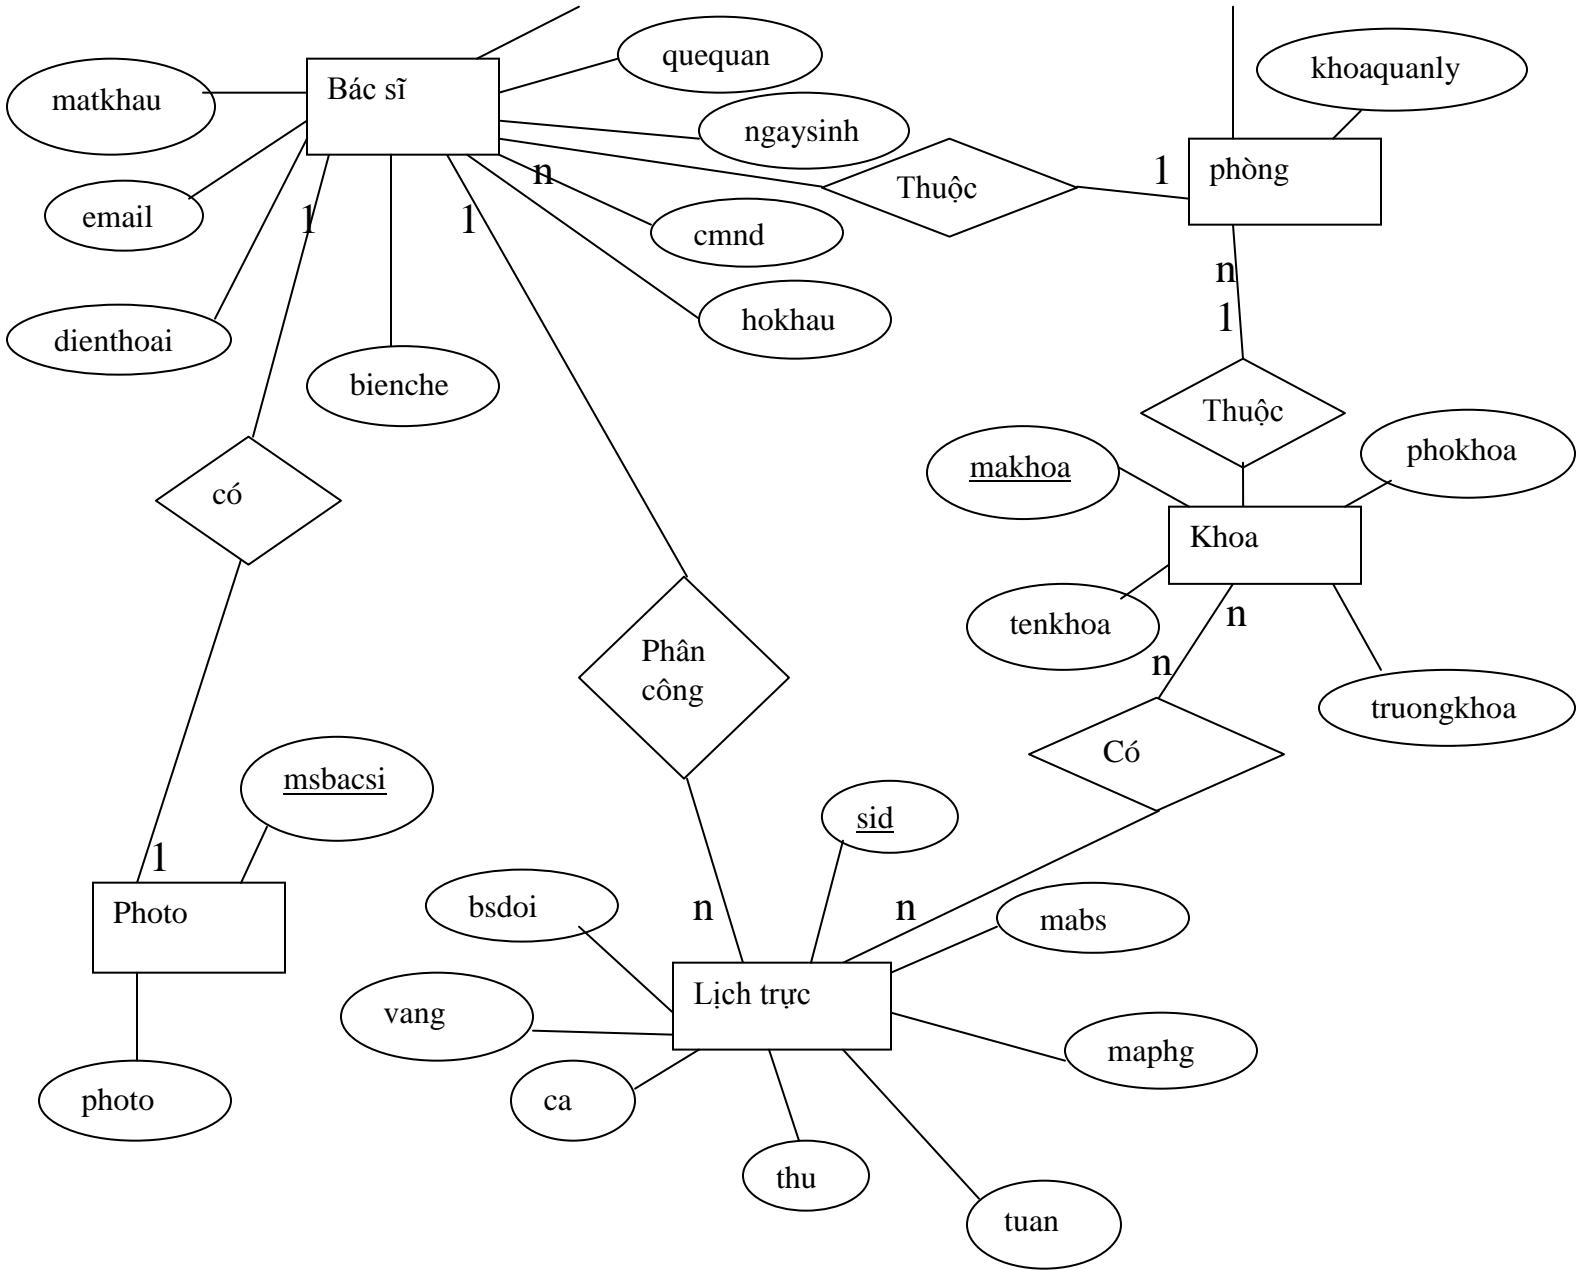 quequan
khoaquanly
matkhau
Bác sĩ
ngaysinh
n
Thuộc
1
phòng
email
1
1
cmnd
n
1
dienthoai
hokhau
bienche
Thuộc
makhoa
phokhoa
có
Khoa
tenkhoa
n
Phân
công
n
truongkhoa
Có
msbacsi
sid
1
Photo
bsdoi
n
n
mabs
Lịch trực
vang
maphg
photo
ca
thu
tuan